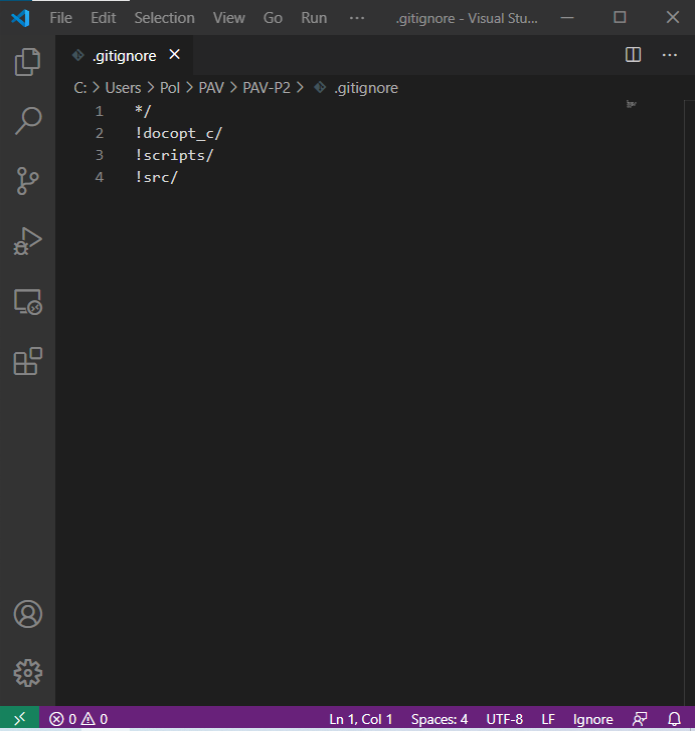 File Edit Selection View Go Run ··· .gitignore - Visual Stu...
.gitignore
C: > Users > Pol > PAV > PAV-P2 > .gitignore
1 */
2 !docopt_c/
3 !scripts/
4 !src/
0 0 Ln 1, Col 1 Spaces: 4 UTF-8 LF Ignore